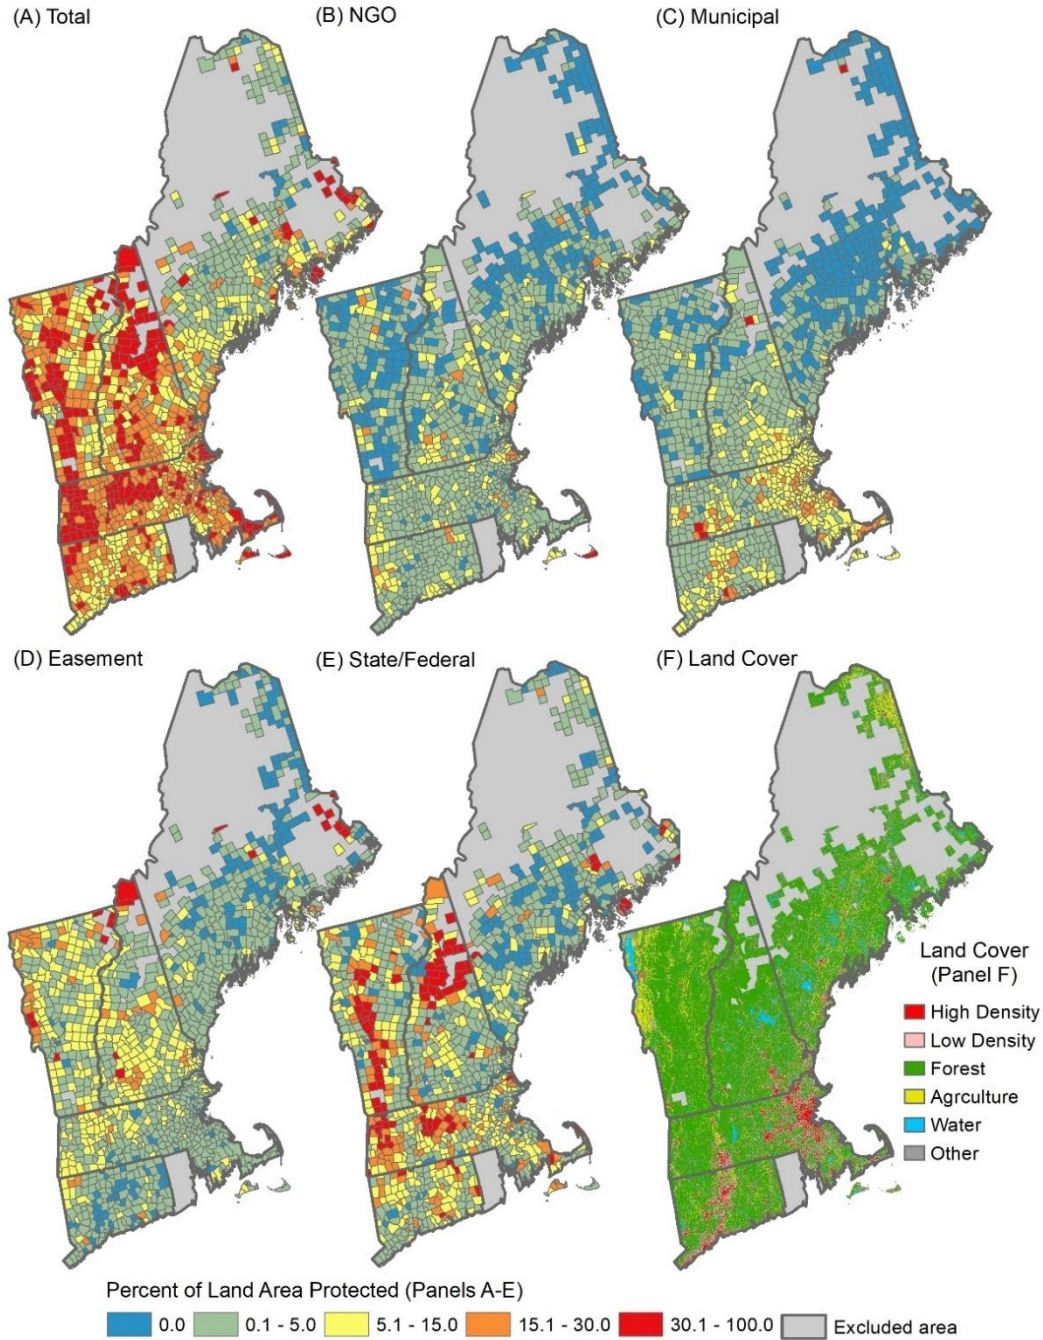 (A) Total
(B) NGO
(C) Municipal
(D) Easement
(E) State/Federal
(F) Land Cover
Land Cover
(Panel F)
High Density
Low Density
Forest
Agrculture
Water
Other
Percent of Land Area Protected (Panels A-E)
0.0
0.1 - 5.0
5.1 - 15.0
15.1 - 30.0
30.1 - 100.0
Excluded area